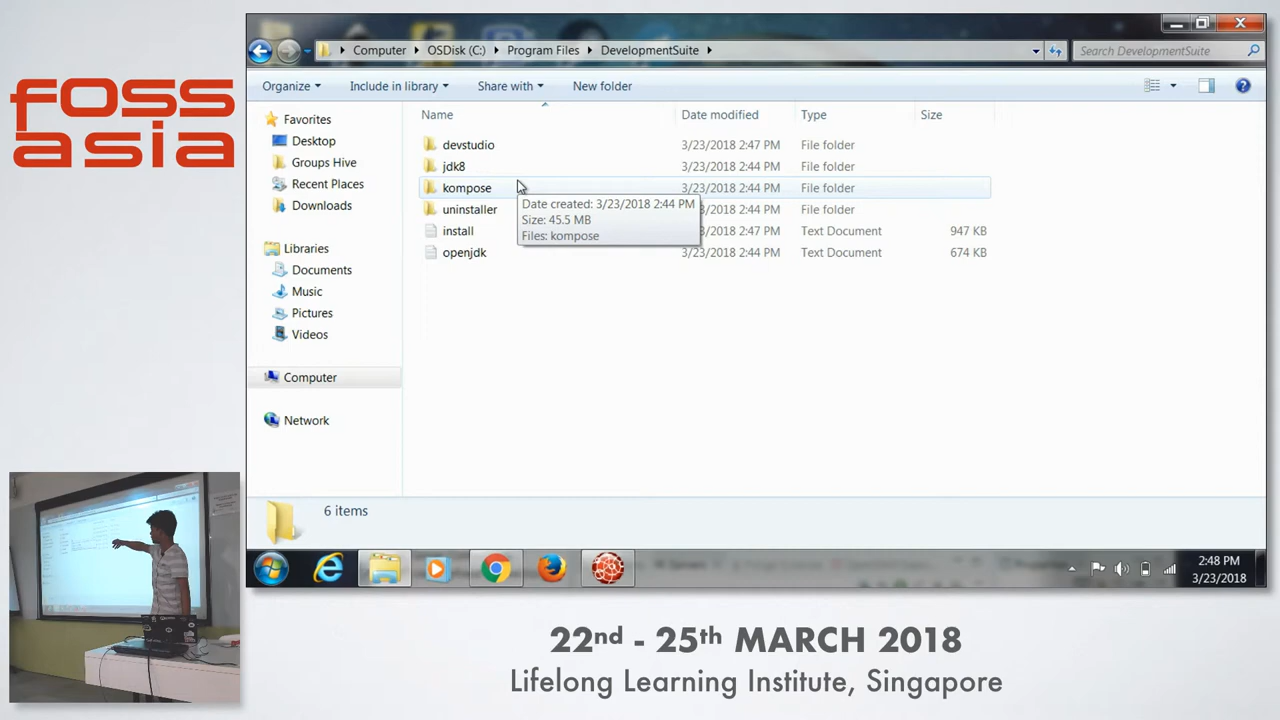 foss
asia
Computer
OSDisk (C:)
Program Files
DevelopmentSuite
Search DevelopmentSuite
Organize
Include in library
Share with
New folder
Favorites
Desktop
Groups Hive
Recent Places
Downloads
Libraries
Documents
Music
Pictures
Videos
Computer
Network
Name Date modified Type Size
devstudio 3/23/2018 2:47 PM File folder
jdk8 3/23/2018 2:44 PM File folder
kompose 3/23/2018 2:44 PM File folder
uninstaller 3/23/2018 2:44 PM File folder
install 3/23/2018 2:47 PM Text Document 947 KB
openjdk 3/23/2018 2:44 PM Text Document 674 KB
Date created: 3/23/2018 2:44 PM
Size: 45.5 MB
Files: kompose
6 items
2:48 PM
3/23/2018
22nd - 25th MARCH 2018
Lifelong Learning Institute, Singapore